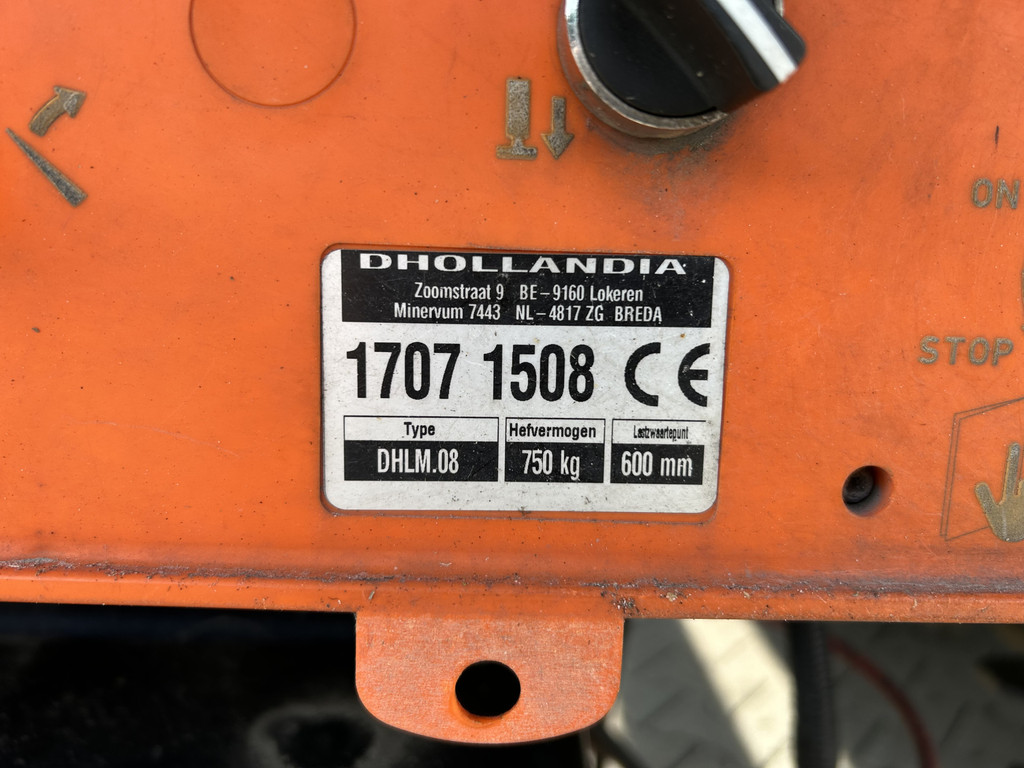 ON
DHOLLANDIA
Zoomstraat 9 BE-9160 Lokeren
Minervum 7443 NL-4817 ZG BREDA
STOP
1707 1508 CE
Type Hefvermogen Lastzwaartepunt
DHLM.08 750 kg 600 mm